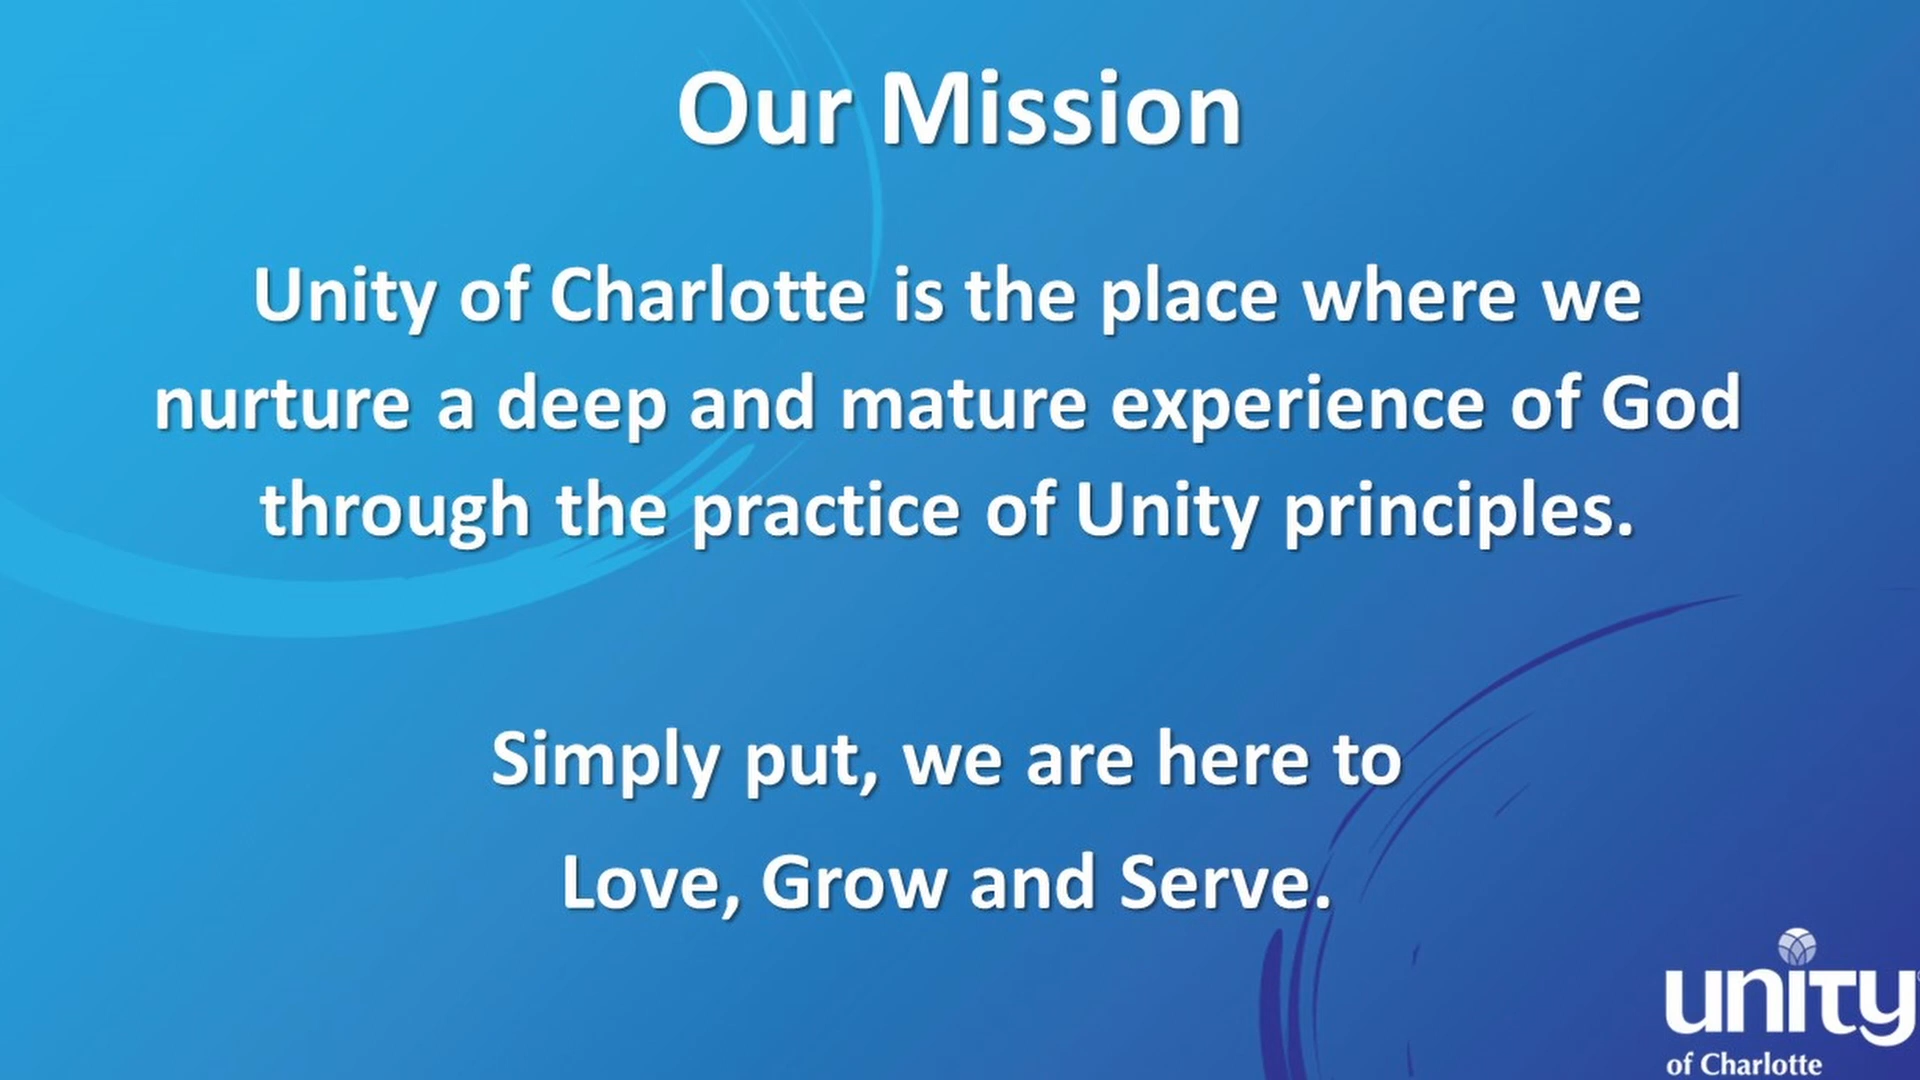 Our Mission
Unity of Charlotte is the place where we
nurture a deep and mature experience of God
through the practice of Unity principles.
Simply put, we are here to
Love, Grow and Serve.
unity
of Charlotte